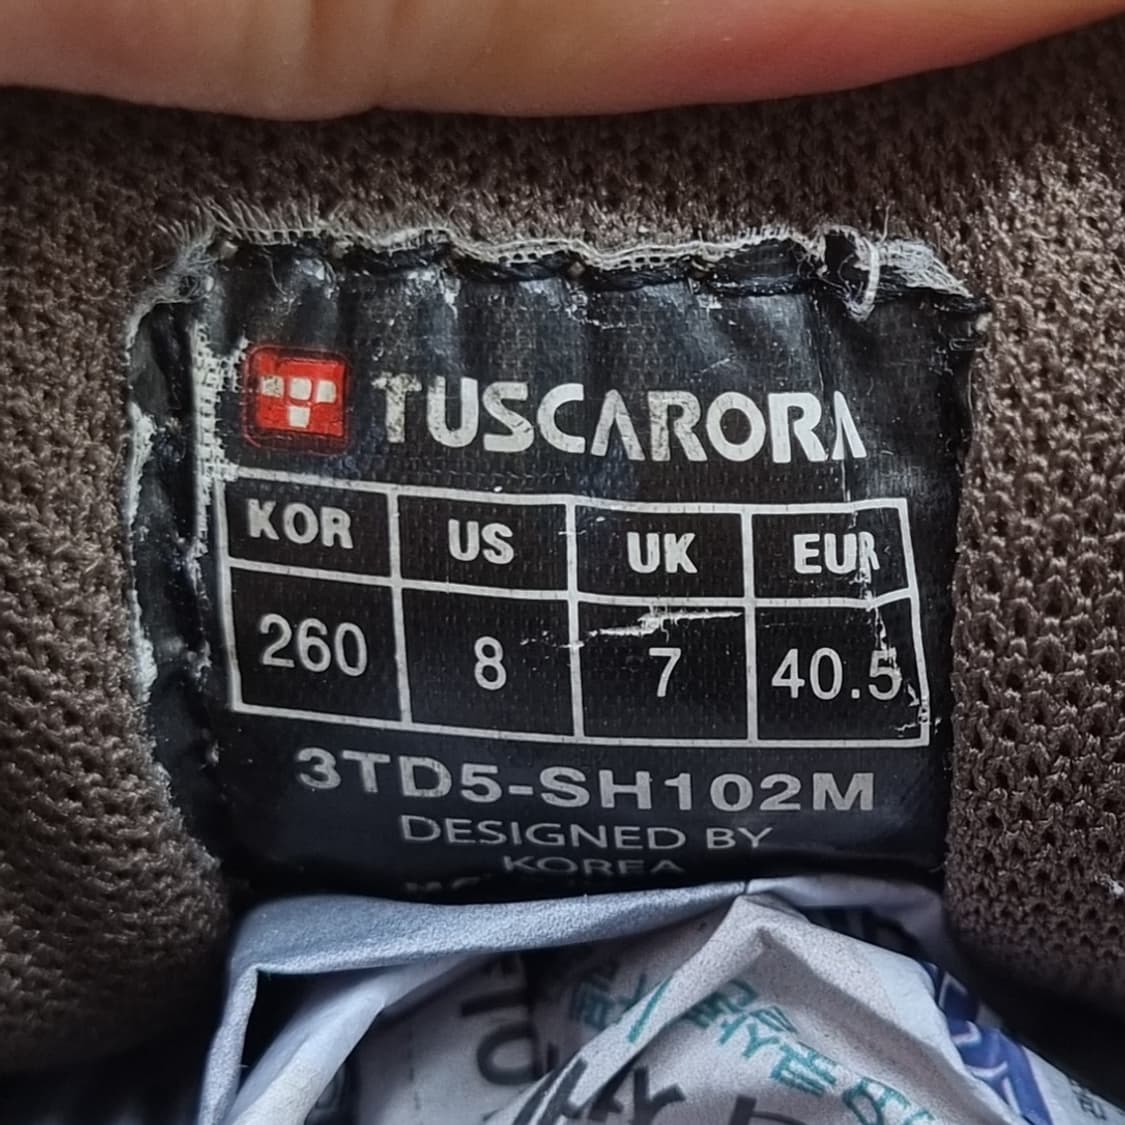 TUSCARORA
KOR US UK EUR
260 8 7 40.5
3TD5-SH102M
DESIGNED BY
KOREA